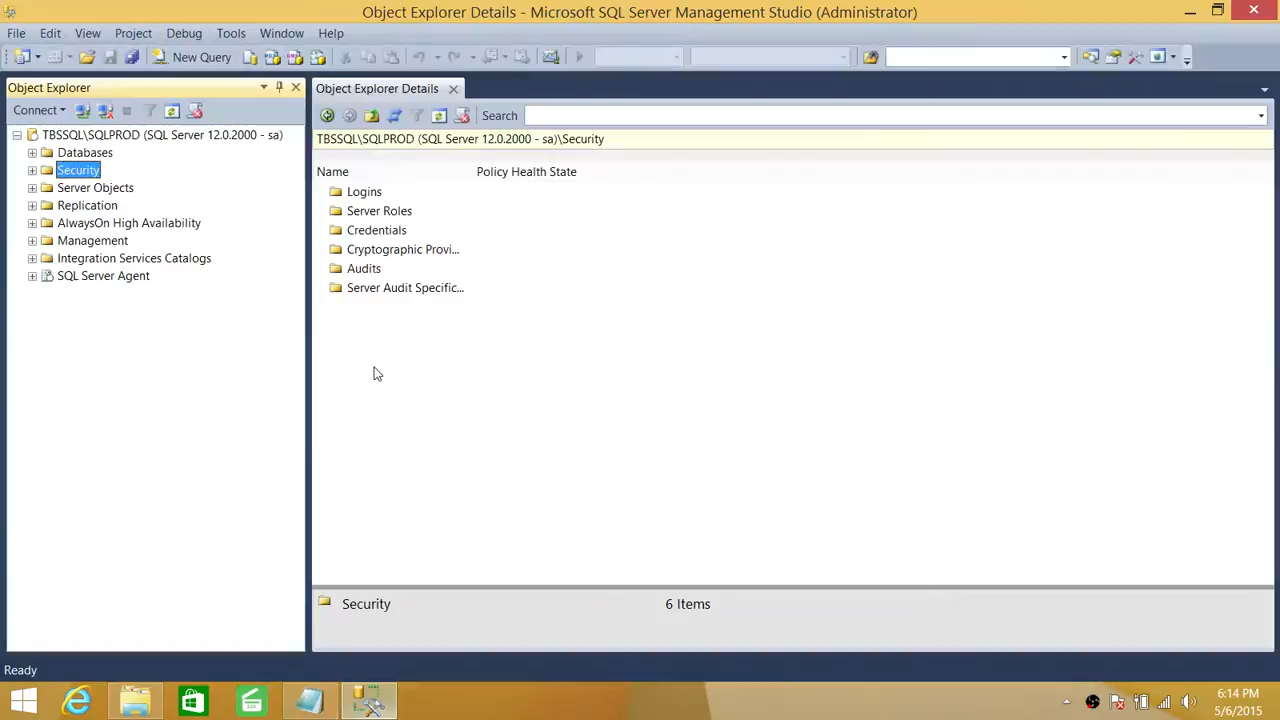 Object Explorer Details - Microsoft SQL Server Management Studio (Administrator)
File Edit View Project Debug Tools Window Help
New Query
Object Explorer
Connect
TBSSQL\SQLPROD (SQL Server 12.0.2000 - sa)
Databases
Security
Server Objects
Replication
AlwaysOn High Availability
Management
Integration Services Catalogs
SQL Server Agent
Object Explorer Details
Search
TBSSQL\SQLPROD (SQL Server 12.0.2000 - sa)\Security
Name Policy Health State
Logins
Server Roles
Credentials
Cryptographic Provi...
Audits
Server Audit Specific...
Security 6 Items
Ready
6:14 PM
5/6/2015